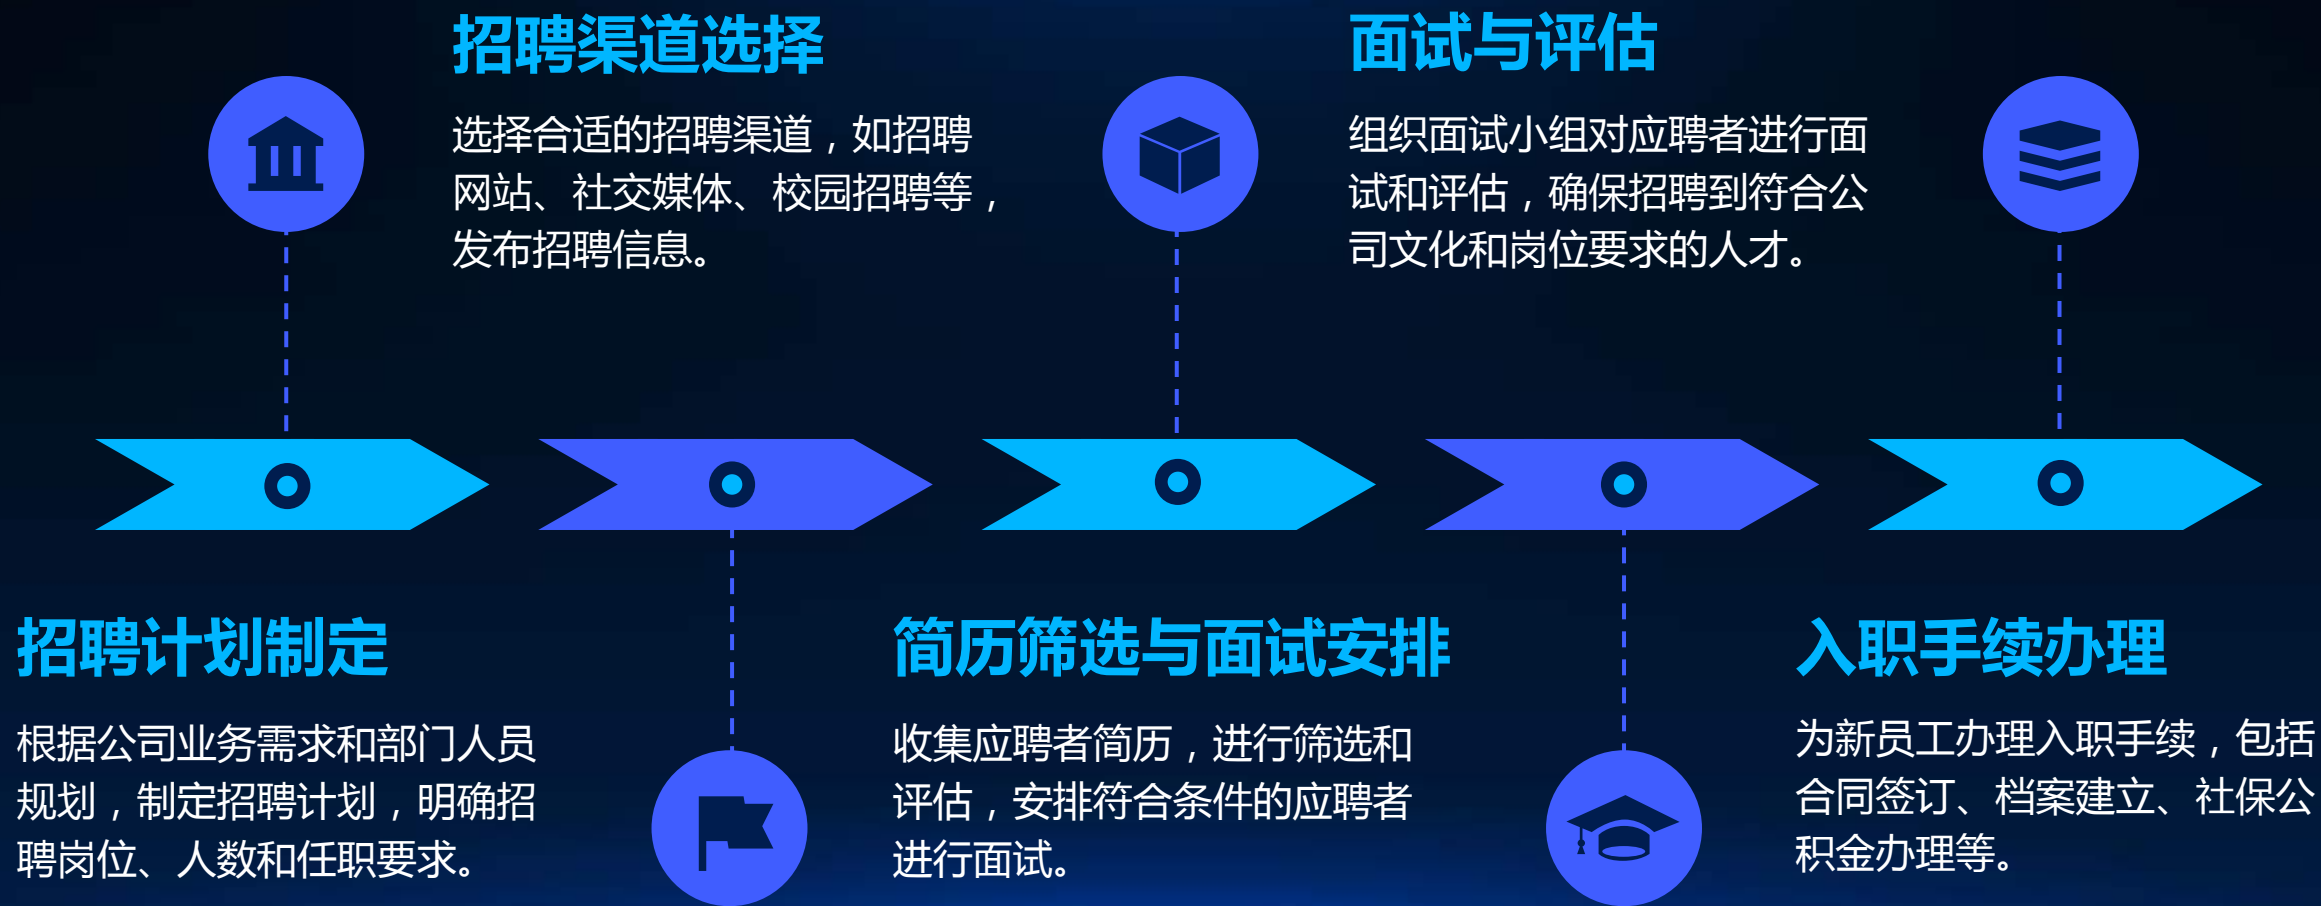 招聘渠道选择
选择合适的招聘渠道，如招聘
网站、社交媒体、校园招聘等，
发布招聘信息。
面试与评估
组织面试小组对应聘者进行面
试和评估，确保招聘到符合公
司文化和岗位要求的人才。
招聘计划制定
根据公司业务需求和部门人员
规划，制定招聘计划，明确招
聘岗位、人数和任职要求。
简历筛选与面试安排
收集应聘者简历，进行筛选和
评估，安排符合条件的应聘者
进行面试。
入职手续办理
为新员工办理入职手续，包括
合同签订、档案建立、社保公
积金办理等。